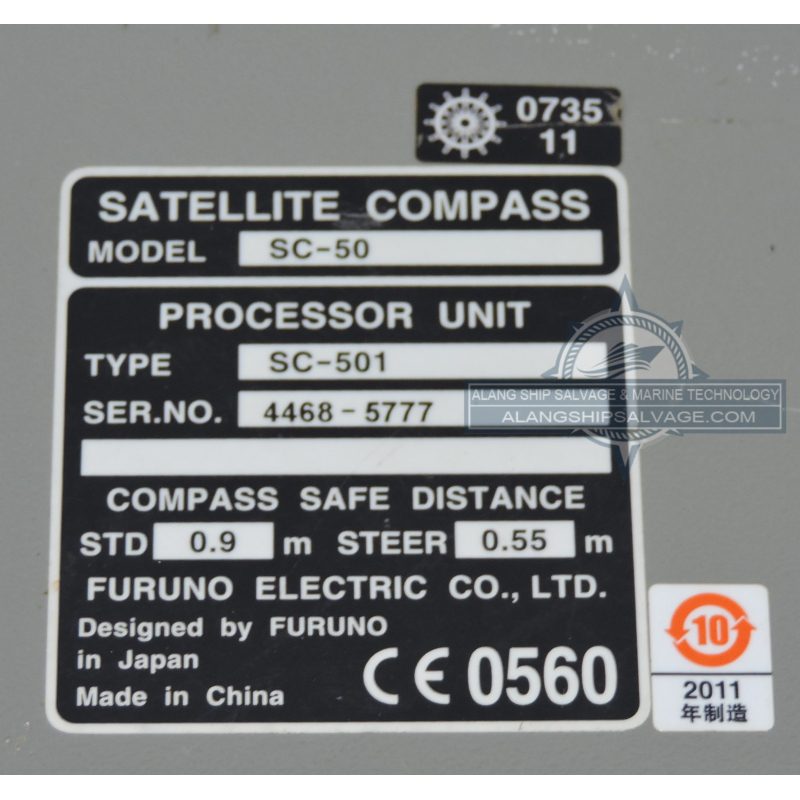 0735
11
SATELLITE COMPASS
MODEL SC-50
PROCESSOR UNIT
TYPE SC-501
SER.NO. 4468-5777
ALANG SHIP SALVAGE & MARINE TECHNOLOGY
ALANGSHIPSALVAGE.COM
COMPASS SAFE DISTANCE
STD 0.9 m STEER 0.55 m
FURUNO ELECTRIC CO., LTD.
Designed by FURUNO
in Japan
Made in China
CE 0560
10
2011
年制造